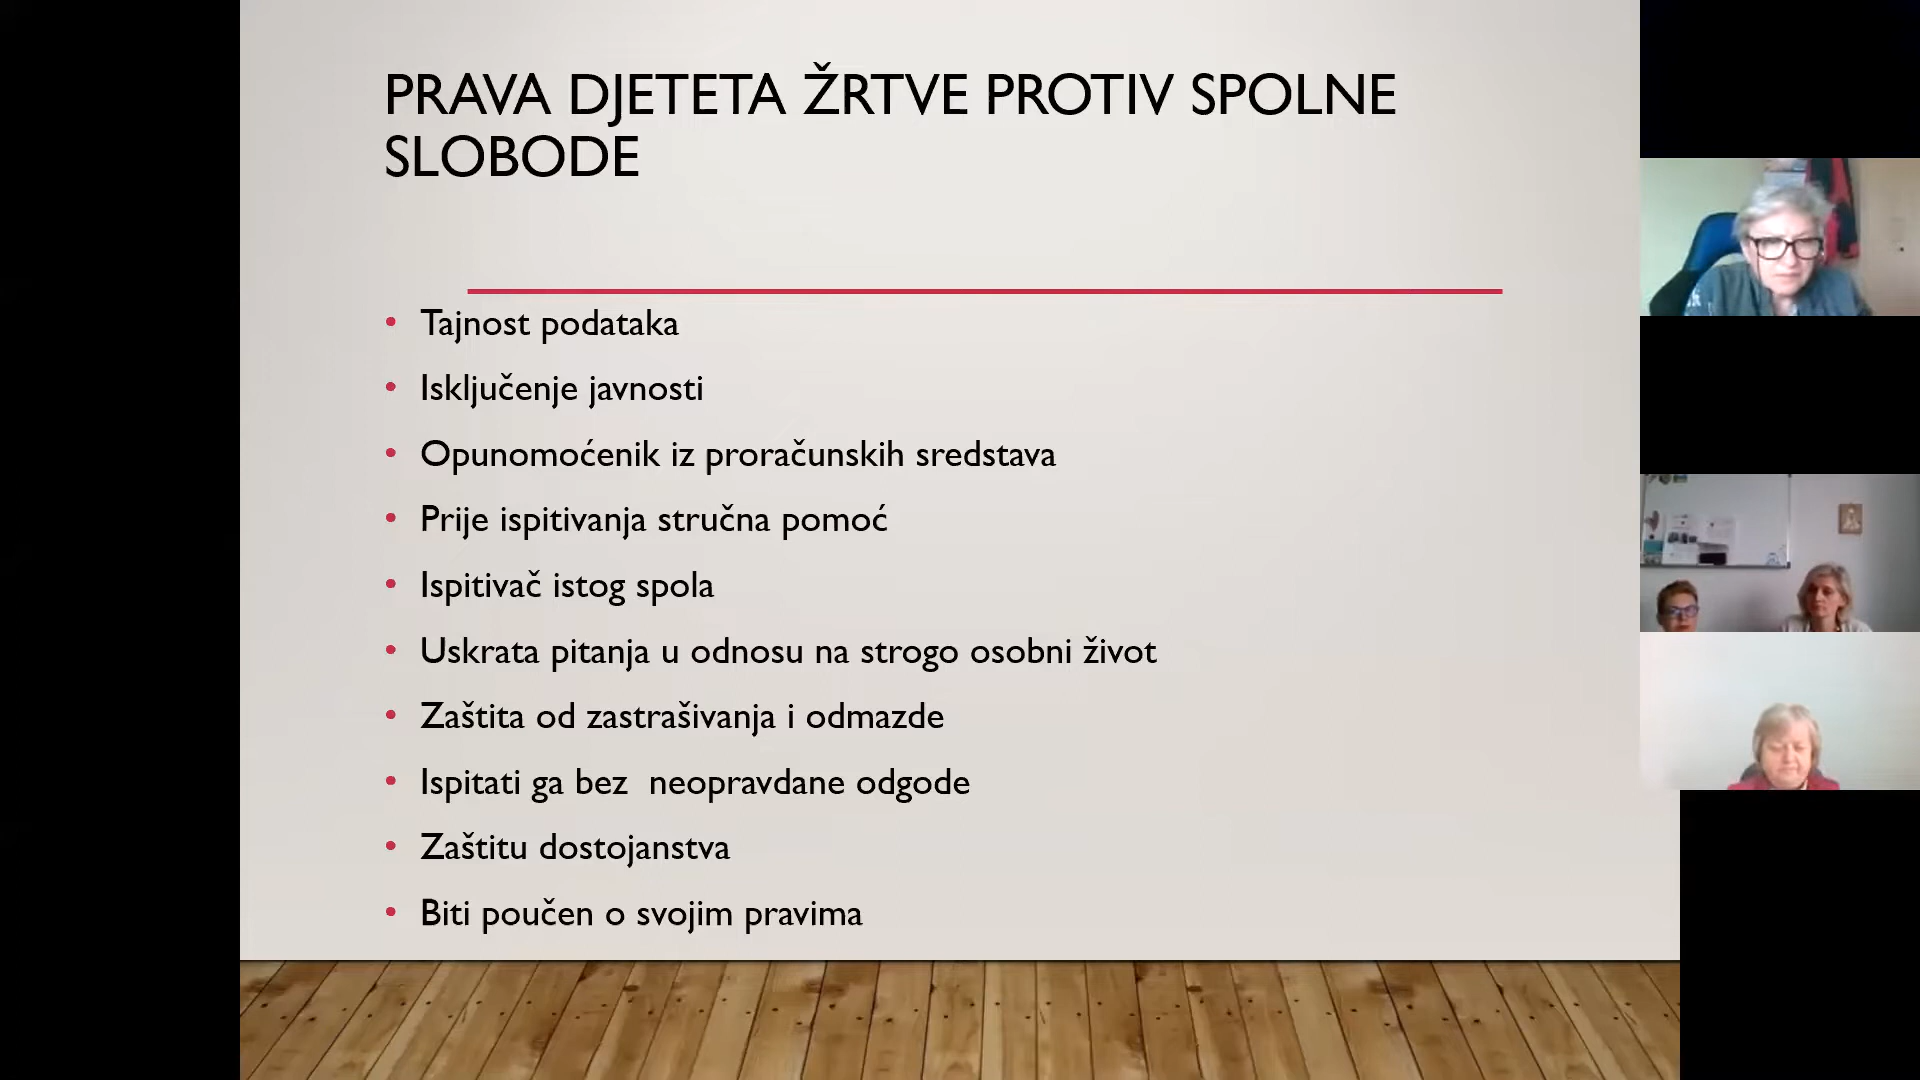 PRAVA DJETETA ŽRTVE PROTIV SPOLNE
SLOBODE
• Tajnost podataka
• Isključenje javnosti
• Opunomoćenik iz proračunskih sredstava
• Prije ispitivanja stručna pomoć
• Ispitivač istog spola
• Uskrata pitanja u odnosu na strogo osobni život
• Zaštita od zastrašivanja i odmazde
• Ispitati ga bez  neopravdane odgode
• Zaštitu dostojanstva
• Biti poučen o svojim pravima